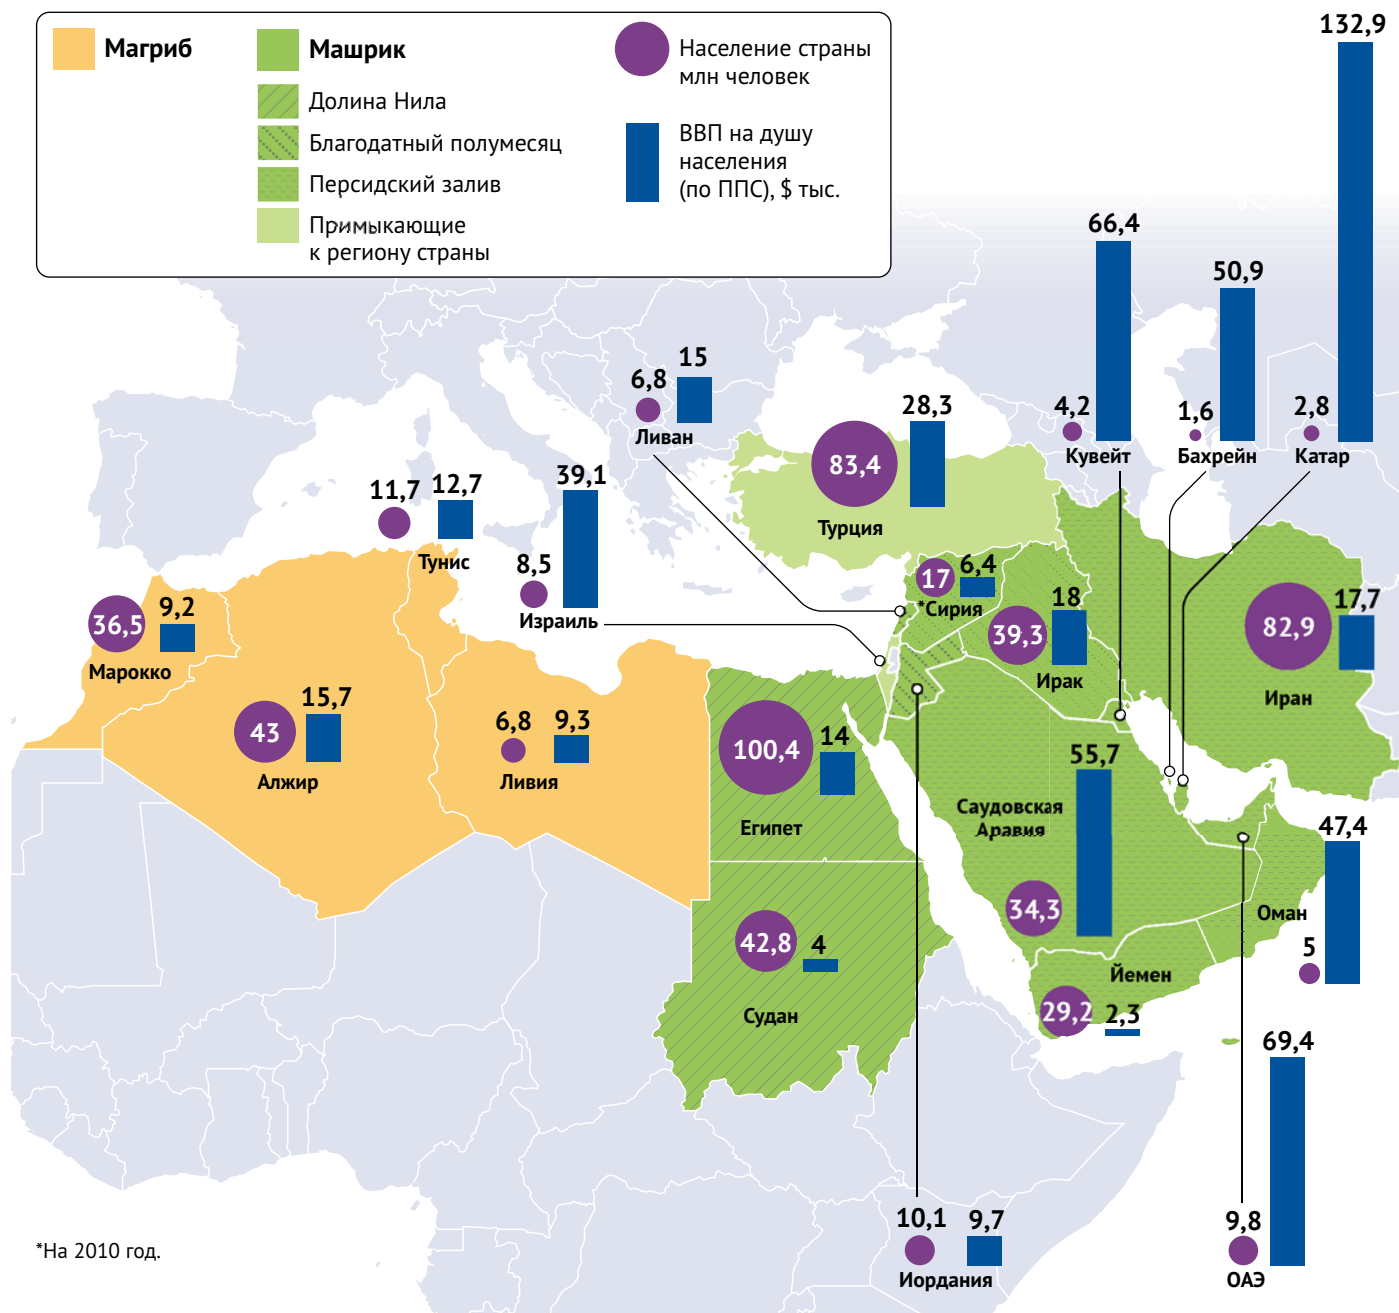 Магриб
Машрик
Долина Нила
Благодатный полумесяц
Персидский залив
Примыкающие
к региону страны
Население страны
млн человек
ВВП на душу
населения
(по ППС), $ тыс.
132,9
2,8
Катар
66,4
4,2
Кувейт
50,9
1,6
Бахрейн
15
6,8
Ливан
28,3
83,4
Турция
11,7
12,7
Тунис
39,1
8,5
Израиль
17
6,4
*Сирия
18
39,3
Ирак
17,7
82,9
Иран
36,5
9,2
Марокко
15,7
43
Алжир
6,8
9,3
Ливия
100,4
14
Египет
55,7
Саудовская
Аравия
34,3
47,4
Оман
5
42,8
4
Судан
Йемен
29,2
2,3
69,4
9,8
ОАЭ
10,1
9,7
Иордания
*На 2010 год.